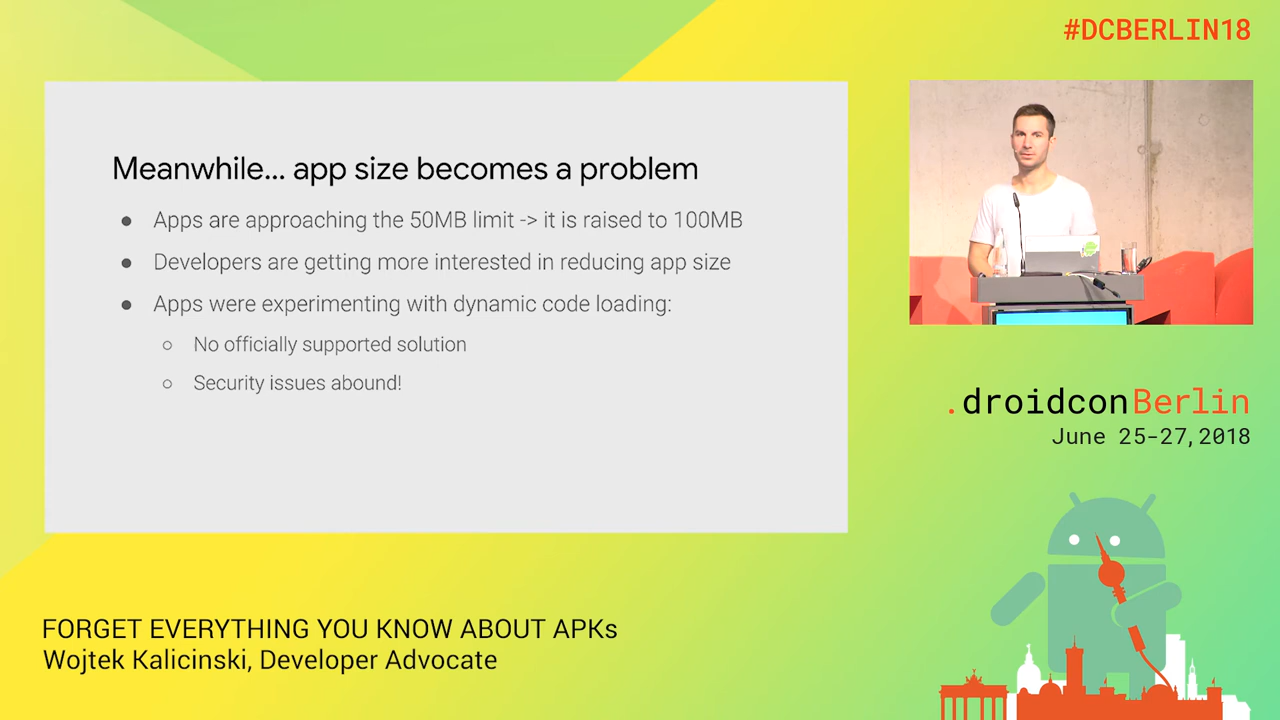 #DCBERLIN18
Meanwhile... app size becomes a problem
● Apps are approaching the 50MB limit -> it is raised to 100MB
● Developers are getting more interested in reducing app size
● Apps were experimenting with dynamic code loading:
○ No officially supported solution
○ Security issues abound!
.droidconBerlin
June 25-27, 2018
FORGET EVERYTHING YOU KNOW ABOUT APKs
Wojtek Kalicinski, Developer Advocate